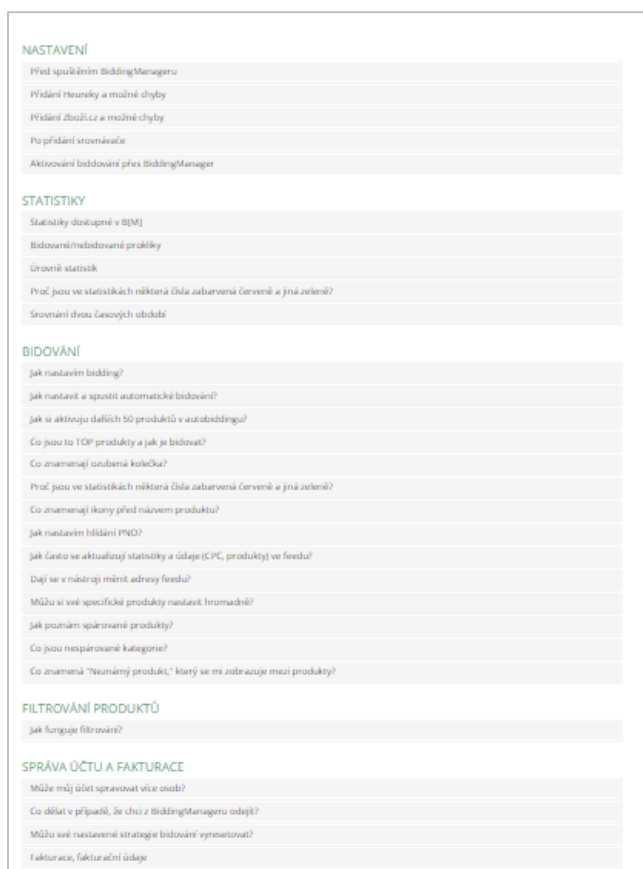 NASTAVENÍ
Před spuštěním BiddingManageru
Přidání Heureky a možné chyby
Přidání Zboží.cz a možné chyby
Po přidání srovnávače
Aktivování biddování přes BiddingManager
STATISTIKY
Statistiky dostupné v B[M]
Bidované/nebidované prokliky
Úrovně statistik
Proč jsou ve statistikách některá čísla zabarvená červeně a jiná zeleně?
Srovnání dvou časových období
BIDOVÁNÍ
Jak nastavím bidding?
Jak nastavit a spustit automatické bidování?
Jak si aktivuju dalších 50 produktů v autobiddingu?
Co jsou to TOP produkty a jak je bidovat?
Co znamenají ozubená kolečka?
Proč jsou ve statistikách některá čísla zabarvená červeně a jiná zeleně?
Co znamenají ikony před názvem produktu?
Jak nastavím hlídání PNO?
Jak často se aktualizují statistiky a údaje (CPC, produkty) ve feedu?
Dají se v nástroji měnit adresy feedu?
Můžu si své specifické produkty nastavit hromadně?
Jak poznám spárované produkty?
Co jsou nespárované kategorie?
Co znamená "Neznámý produkt," který se mi zobrazuje mezi produkty?
FILTROVÁNÍ PRODUKTŮ
Jak funguje filtrování?
SPRÁVA ÚČTU A FAKTURACE
Může můj účet spravovat více osob?
Co dělat v případě, že chci z BiddingManageru odejít?
Můžu své nastavené strategie bidování vyresetovat?
Fakturace, fakturační údaje